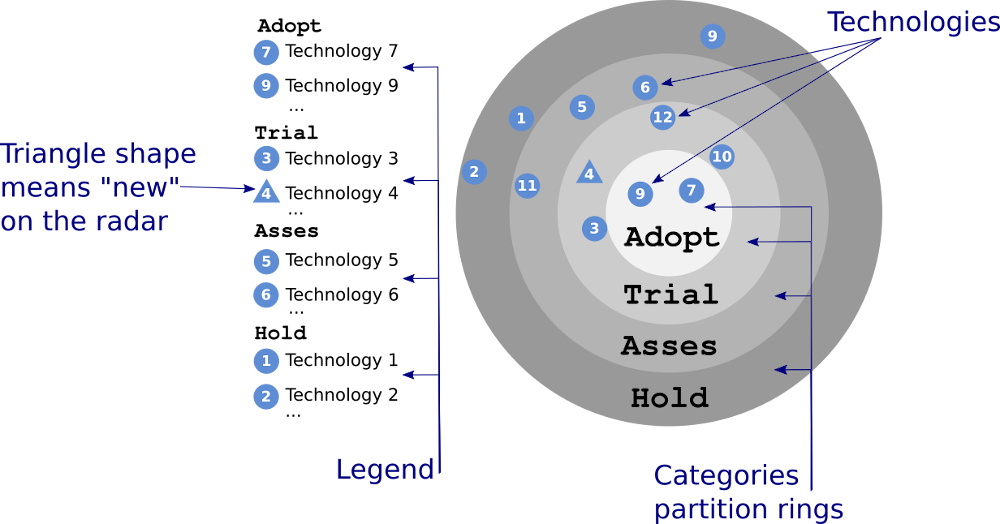 Adopt
7 Technology 7
9 Technology 9
...
Trial
3 Technology 3
4 Technology 4
...
Asses
5 Technology 5
6 Technology 6
...
Hold
1 Technology 1
2 Technology 2
...
Triangle shape
means "new"
on the radar
Legend
Technologies
9
6
5
12
1
10
2
4
11
9
7
3
Adopt
Trial
Asses
Hold
Categories
partition rings